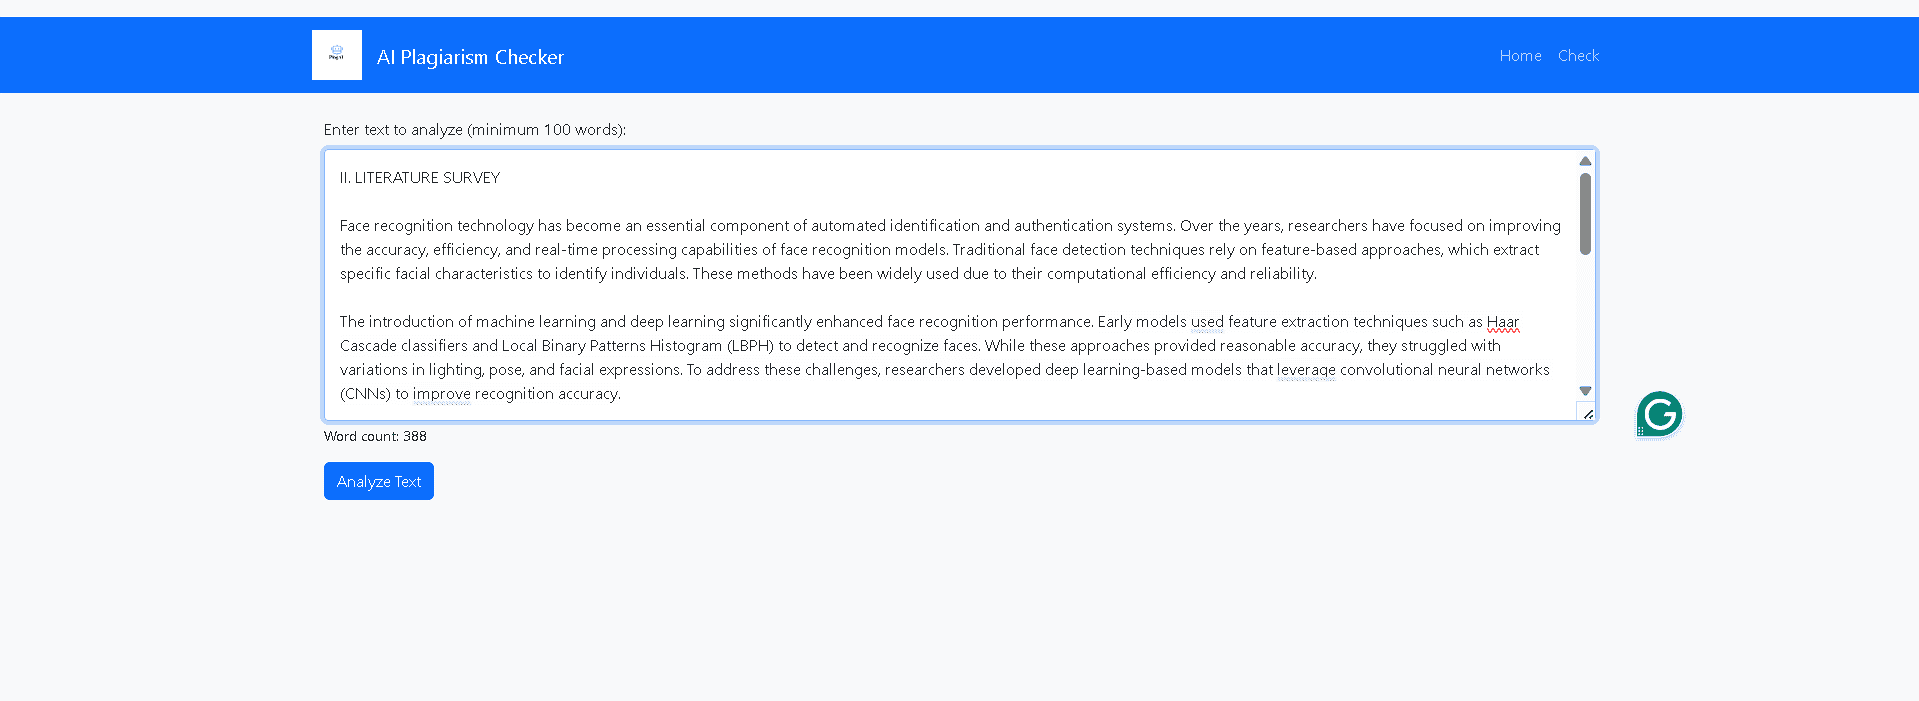 AI Plagiarism Checker
Home
Check
Enter text to analyze (minimum 100 words):
II. LITERATURE SURVEY
Face recognition technology has become an essential component of automated identification and authentication systems. Over the years, researchers have focused on improving
the accuracy, efficiency, and real-time processing capabilities of face recognition models. Traditional face detection techniques rely on feature-based approaches, which extract
specific facial characteristics to identify individuals. These methods have been widely used due to their computational efficiency and reliability.
The introduction of machine learning and deep learning significantly enhanced face recognition performance. Early models used feature extraction techniques such as Haar
Cascade classifiers and Local Binary Patterns Histogram (LBPH) to detect and recognize faces. While these approaches provided reasonable accuracy, they struggled with
variations in lighting, pose, and facial expressions. To address these challenges, researchers developed deep learning-based models that leverage convolutional neural networks
(CNNs) to improve recognition accuracy.
Word count: 388
Analyze Text